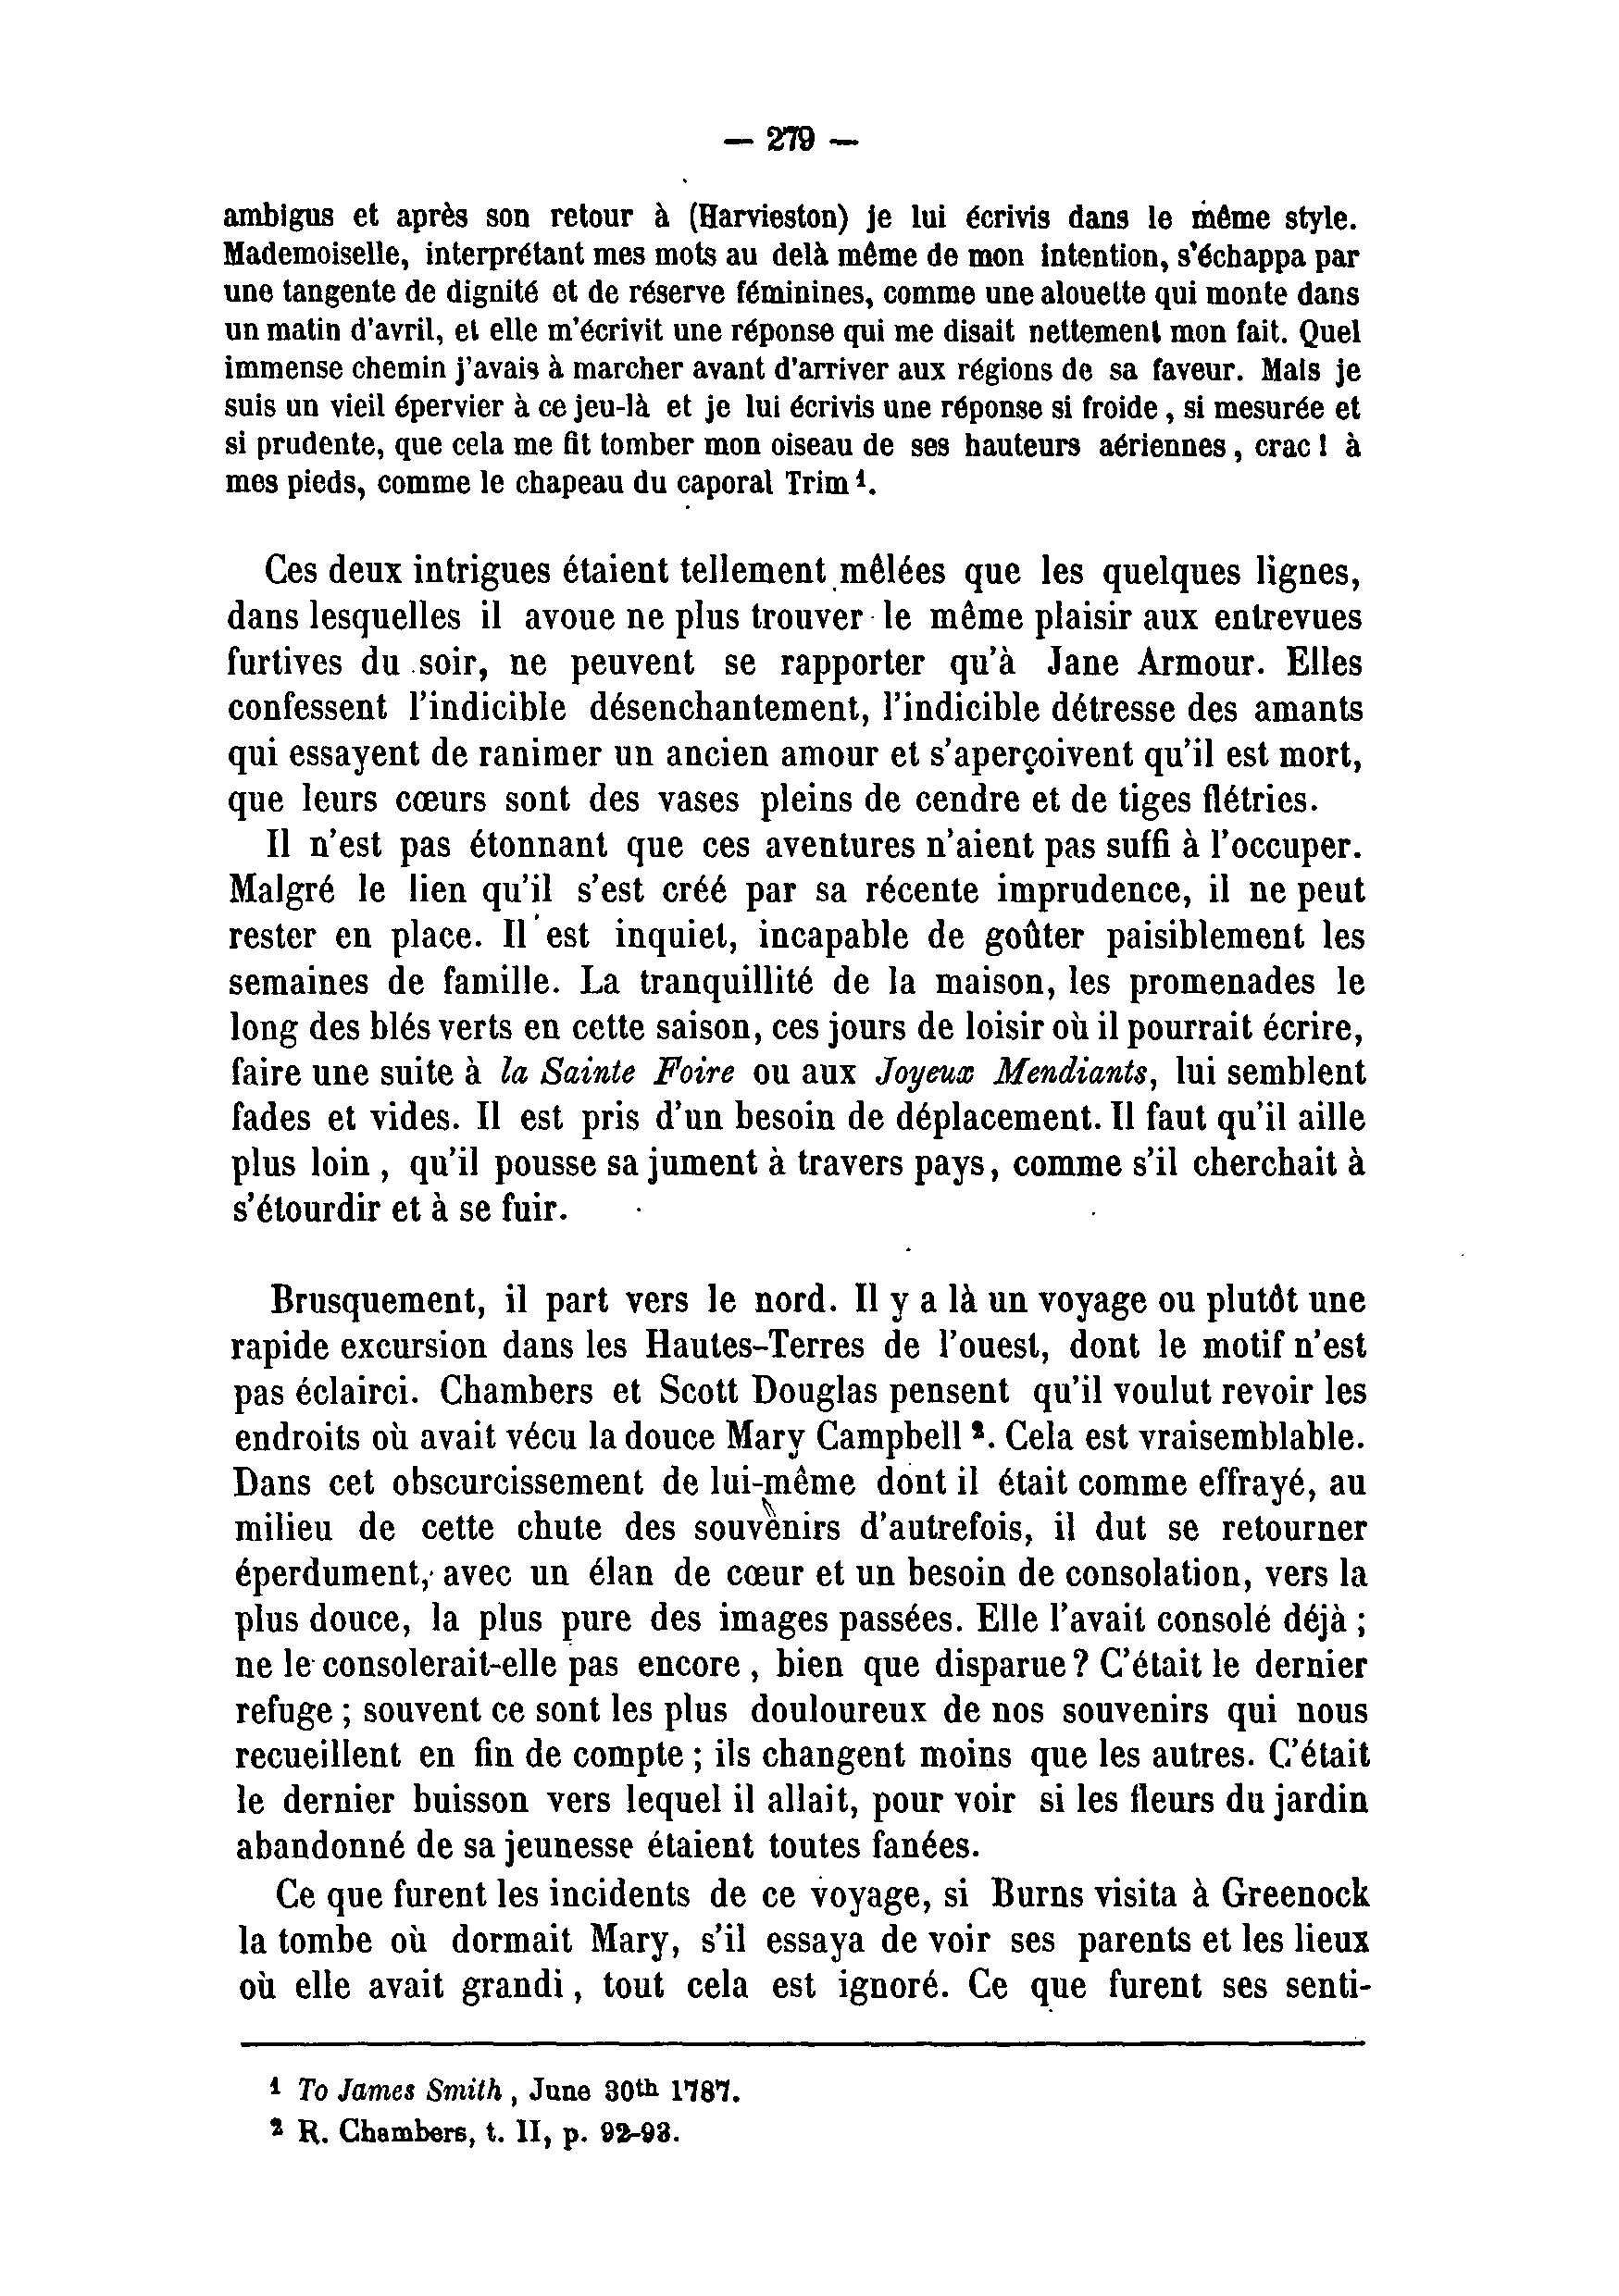 — 279 —
ambigus et après son retour à (Harvieston) je lui écrivis dans le même style.
Mademoiselle, interprétant mes mots au delà même de mon intention, s'échappa par
une tangente de dignité et de réserve féminines, comme une alouette qui monte dans
un matin d'avril, et elle m'écrivit une réponse qui me disait nettement mon fait. Quel
immense chemin j'avais à marcher avant d'arriver aux régions de sa faveur. Mais je
suis un vieil épervier à ce jeu-là et je lui écrivis une réponse si froide, si mesurée et
si prudente, que cela me fit tomber mon oiseau de ses hauteurs aériennes, crac ! à
mes pieds, comme le chapeau du caporal Trim ¹.
Ces deux intrigues étaient tellement mêlées que les quelques lignes,
dans lesquelles il avoue ne plus trouver le même plaisir aux entrevues
furtives du soir, ne peuvent se rapporter qu'à Jane Armour. Elles
confessent l'indicible désenchantement, l'indicible détresse des amants
qui essayent de ranimer un ancien amour et s'aperçoivent qu'il est mort,
que leurs cœurs sont des vases pleins de cendre et de tiges flétries.
Il n'est pas étonnant que ces aventures n'aient pas suffi à l'occuper.
Malgré le lien qu'il s'est créé par sa récente imprudence, il ne peut
rester en place. Il est inquiet, incapable de goûter paisiblement les
semaines de famille. La tranquillité de la maison, les promenades le
long des blés verts en cette saison, ces jours de loisir où il pourrait écrire,
faire une suite à la Sainte Foire ou aux Joyeux Mendiants, lui semblent
fades et vides. Il est pris d'un besoin de déplacement. Il faut qu'il aille
plus loin, qu'il pousse sa jument à travers pays, comme s'il cherchait à
s'étourdir et à se fuir.
Brusquement, il part vers le nord. Il y a là un voyage ou plutôt une
rapide excursion dans les Hautes-Terres de l'ouest, dont le motif n'est
pas éclairci. Chambers et Scott Douglas pensent qu'il voulut revoir les
endroits où avait vécu la douce Mary Campbell ². Cela est vraisemblable.
Dans cet obscurcissement de lui-même dont il était comme effrayé, au
milieu de cette chute des souvenirs d'autrefois, il dut se retourner
éperdument, avec un élan de cœur et un besoin de consolation, vers la
plus douce, la plus pure des images passées. Elle l'avait consolé déjà ;
ne le consolerait-elle pas encore, bien que disparue ? C'était le dernier
refuge ; souvent ce sont les plus douloureux de nos souvenirs qui nous
recueillent en fin de compte ; ils changent moins que les autres. C'était
le dernier buisson vers lequel il allait, pour voir si les fleurs du jardin
abandonné de sa jeunesse étaient toutes fanées.
Ce que furent les incidents de ce voyage, si Burns visita à Greenock
la tombe où dormait Mary, s'il essaya de voir ses parents et les lieux
où elle avait grandi, tout cela est ignoré. Ce que furent ses senti-
¹ To James Smith, June 30th 1787.
² R. Chambers, t. II, p. 92-93.